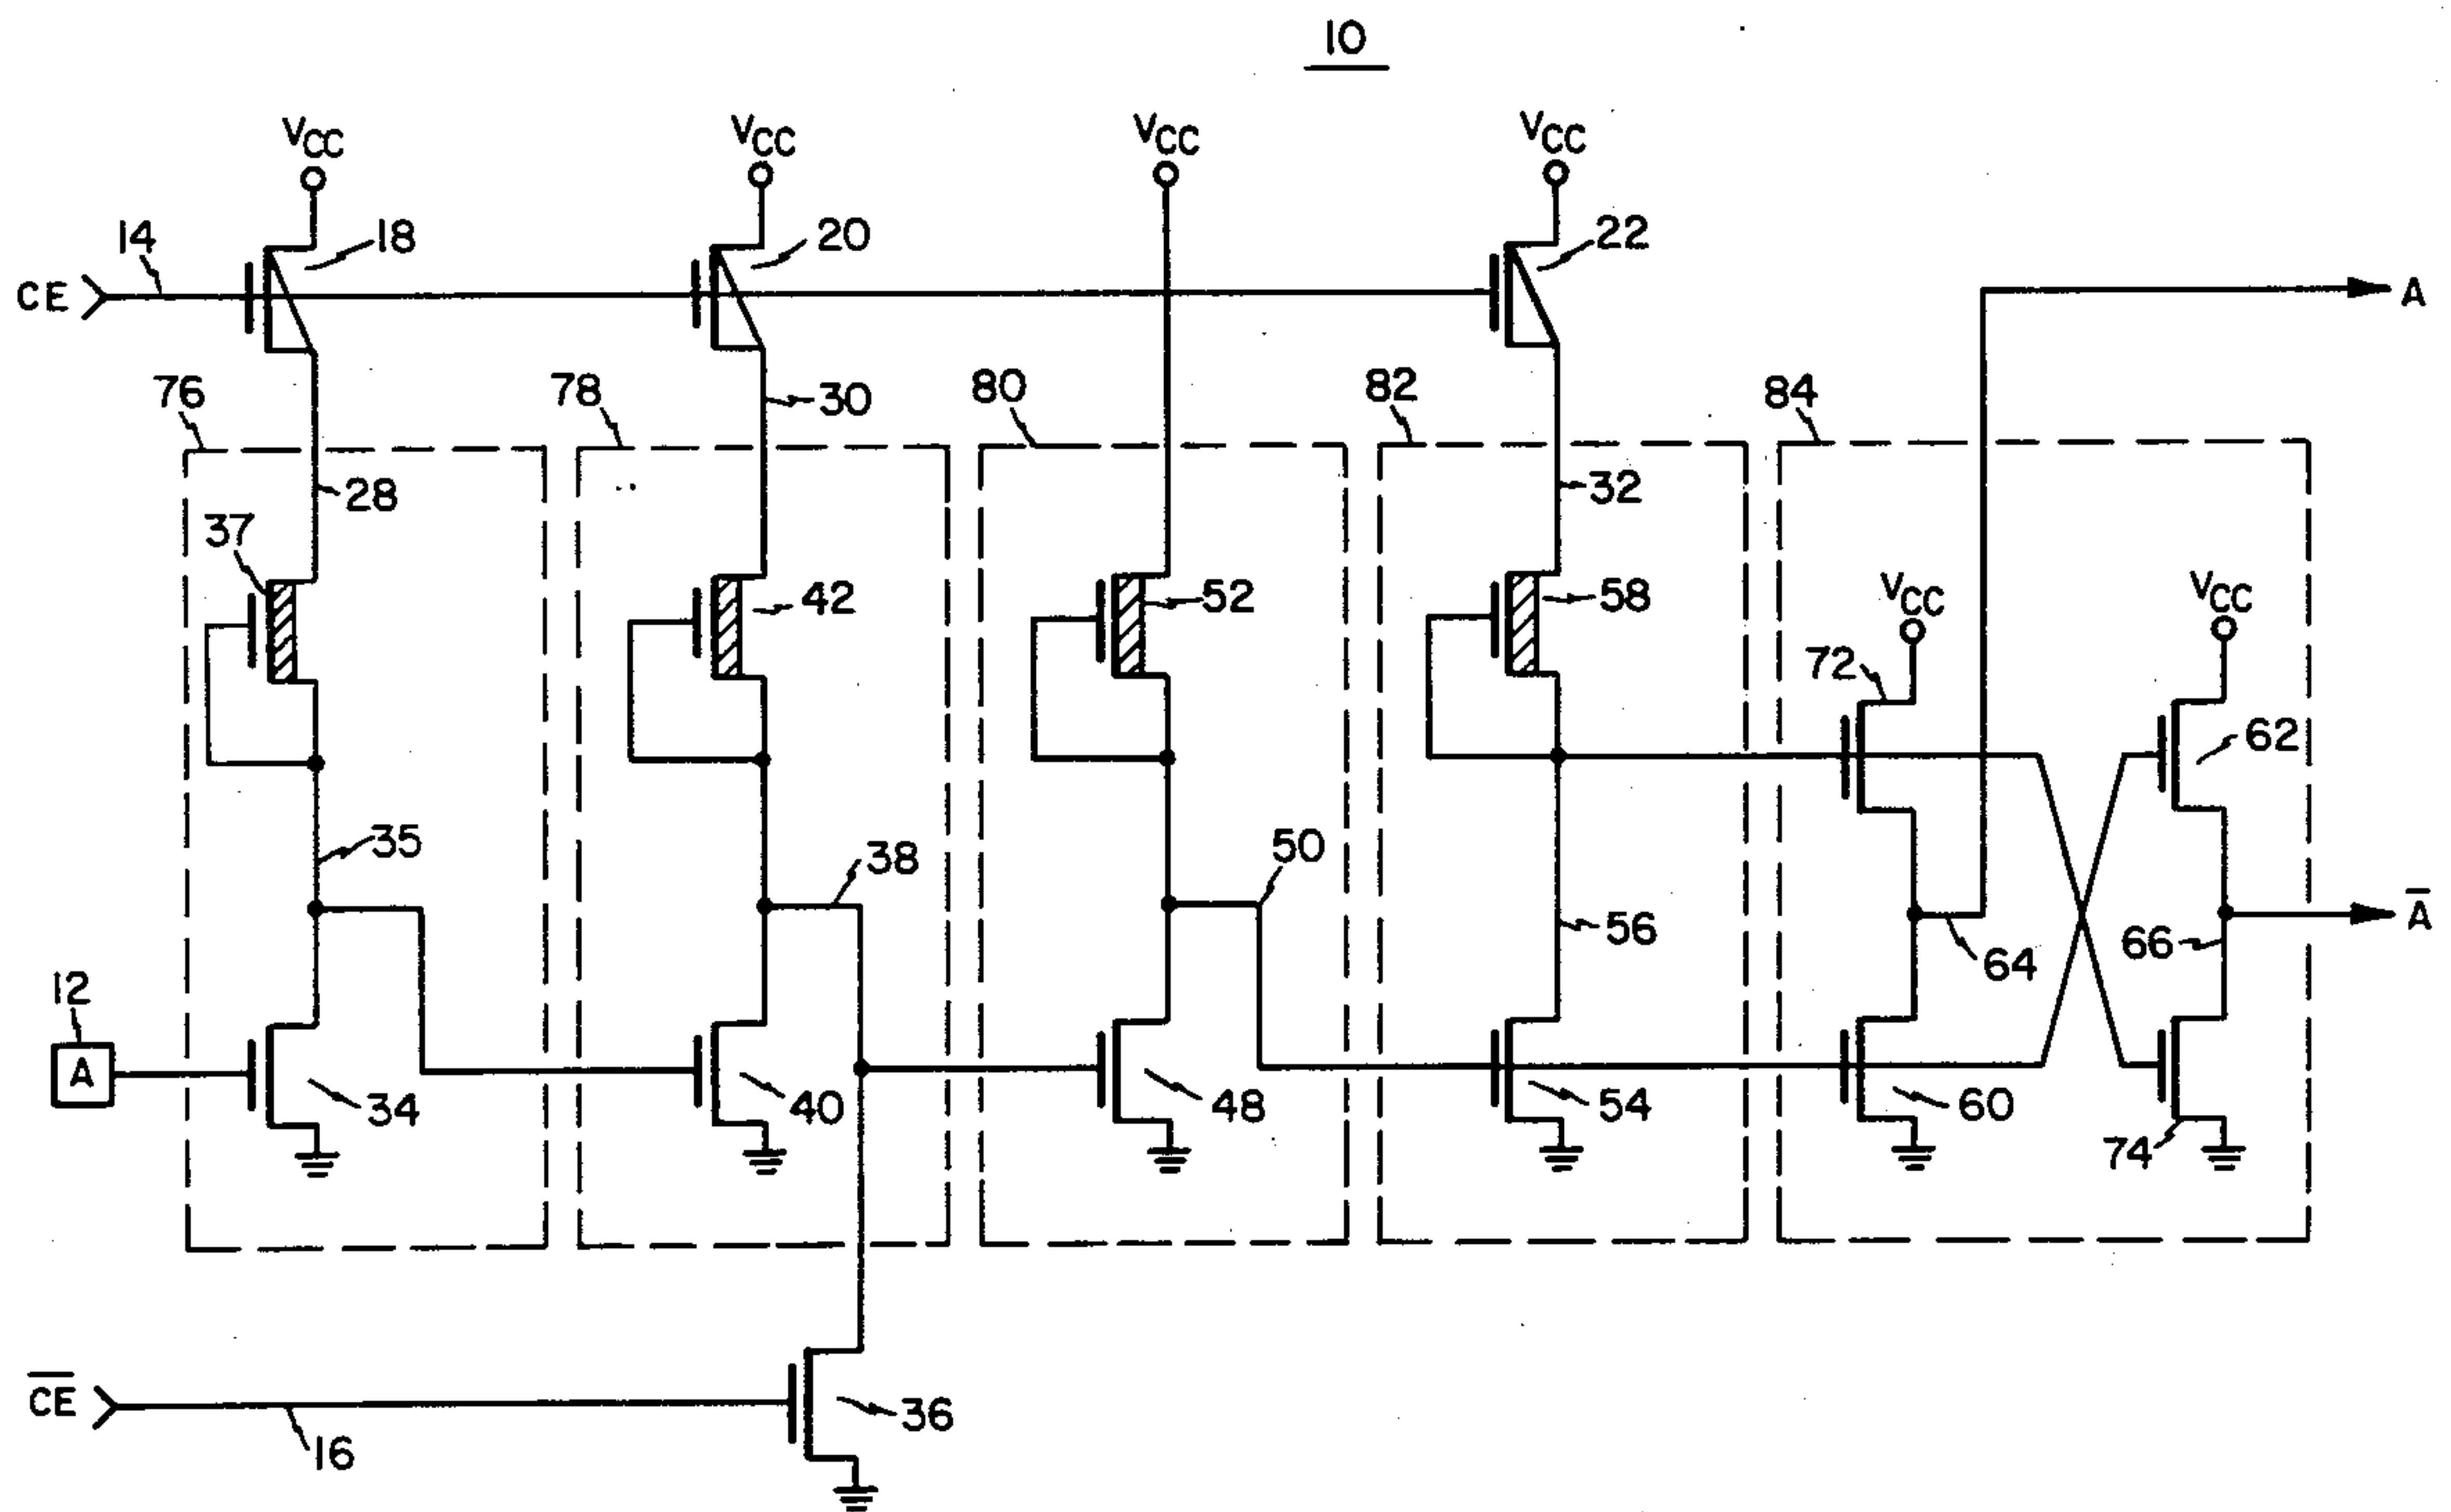 10
VCC VCC VCC VCC
14 18 20 22
CE A
76 78 80 82 84
28 30 32
37 42 52 58
VCC VCC
72 62
35 38 50 56
64 66 A̅
12
A
34 40 48 54 60 74
C̅E̅ 36
16